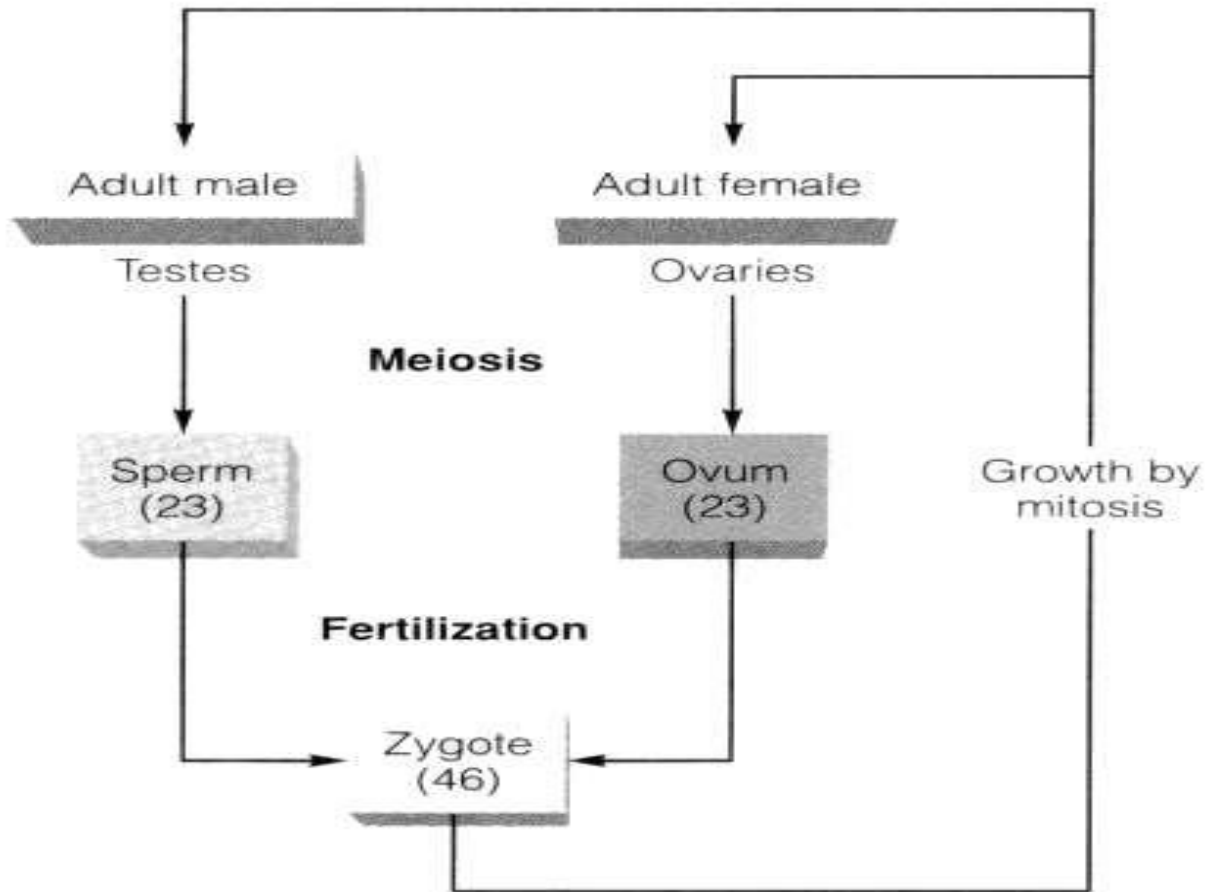 Adult male
Adult female
Testes
Ovaries
Meiosis
Sperm
(23)
Ovum
(23)
Growth by
mitosis
Fertilization
Zygote
(46)